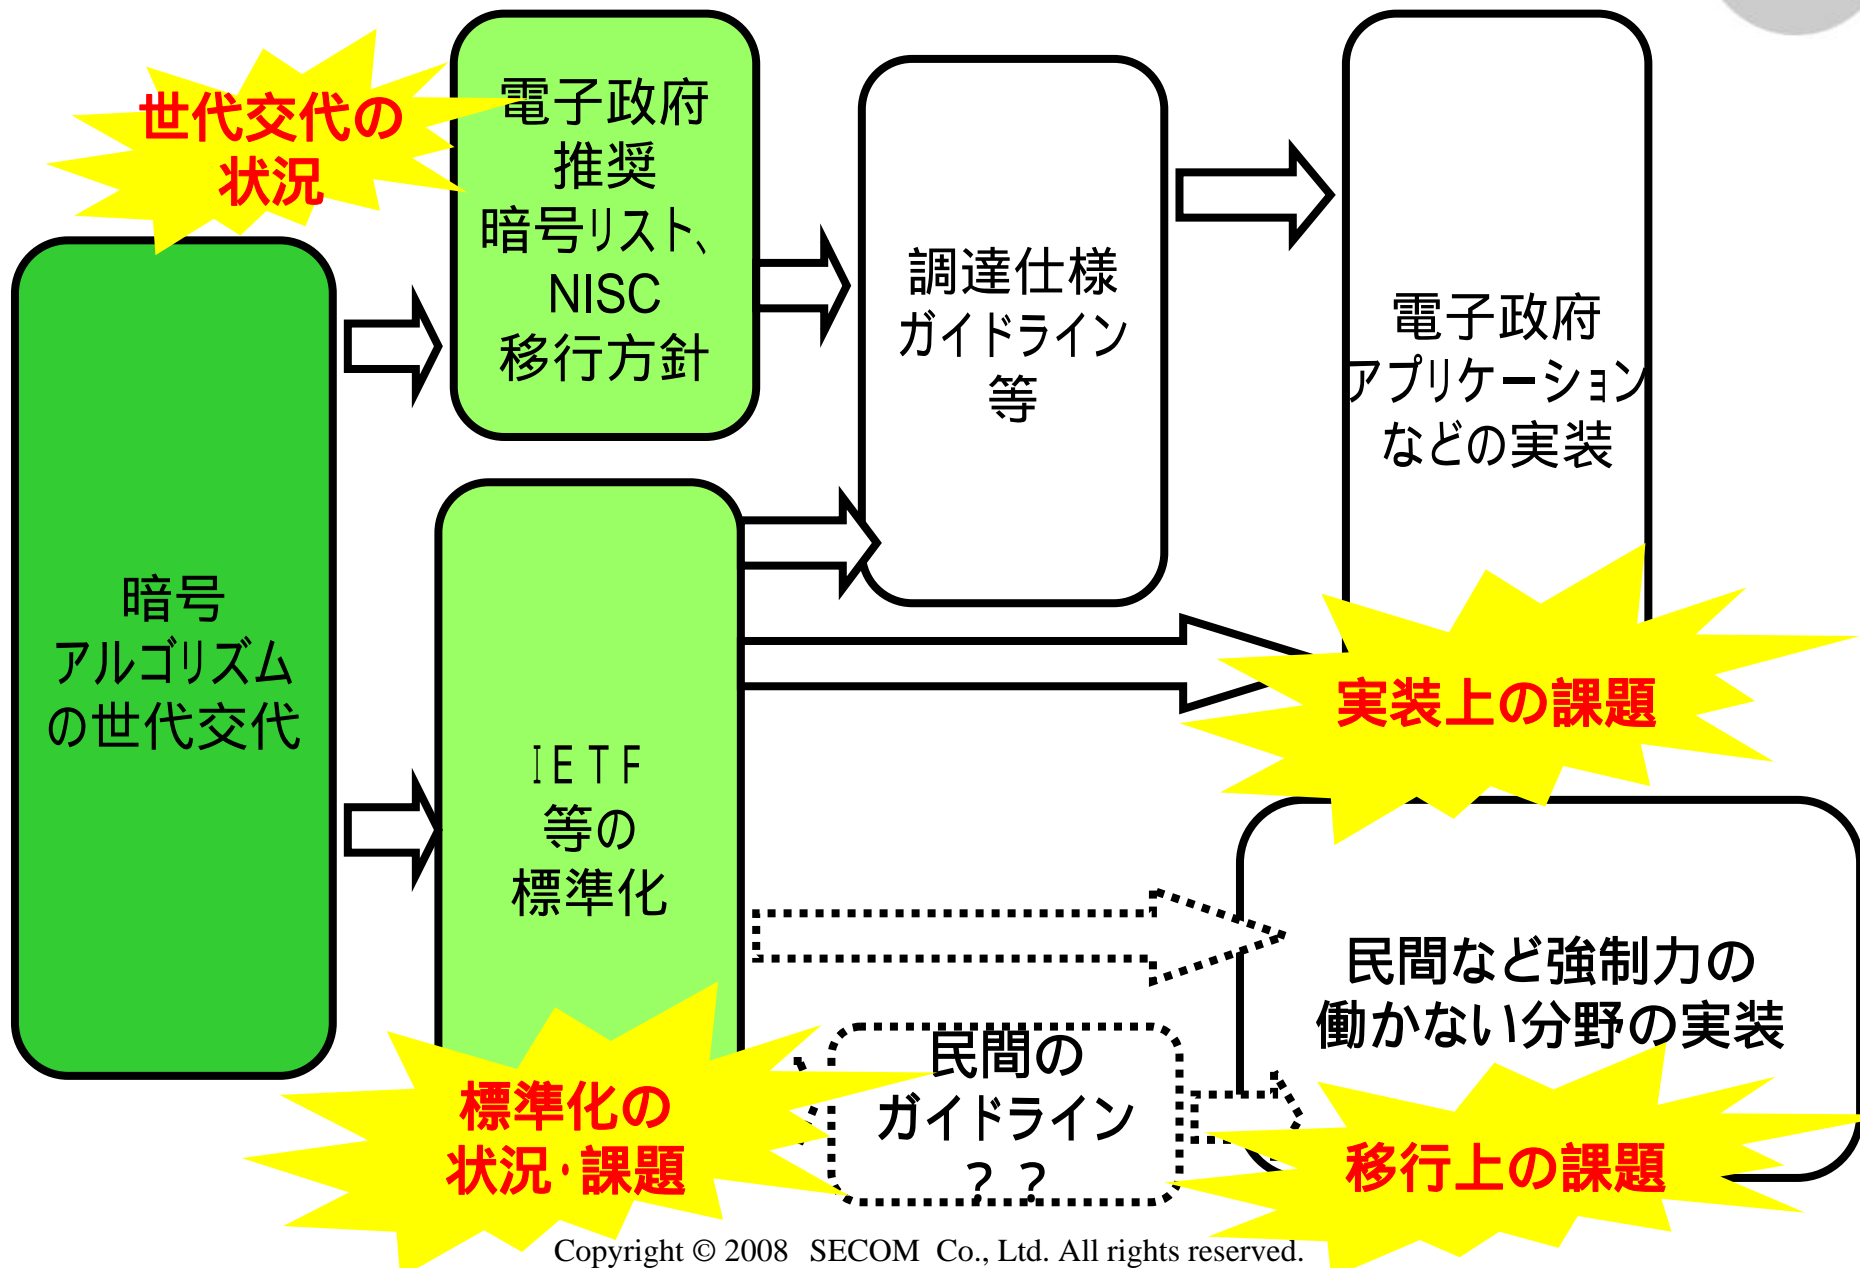 世代交代の
状況
電子政府
推奨
暗号リスト、
NISC
移行方針
調達仕様
ガイドライン
等
電子政府
アプリケーション
などの実装
暗号
アルゴリズム
の世代交代
IETF
等の
標準化
実装上の課題
民間など強制力の
働かない分野の実装
民間の
ガイドライン
??
標準化の
状況・課題
移行上の課題
Copyright © 2008 SECOM Co., Ltd. All rights reserved.